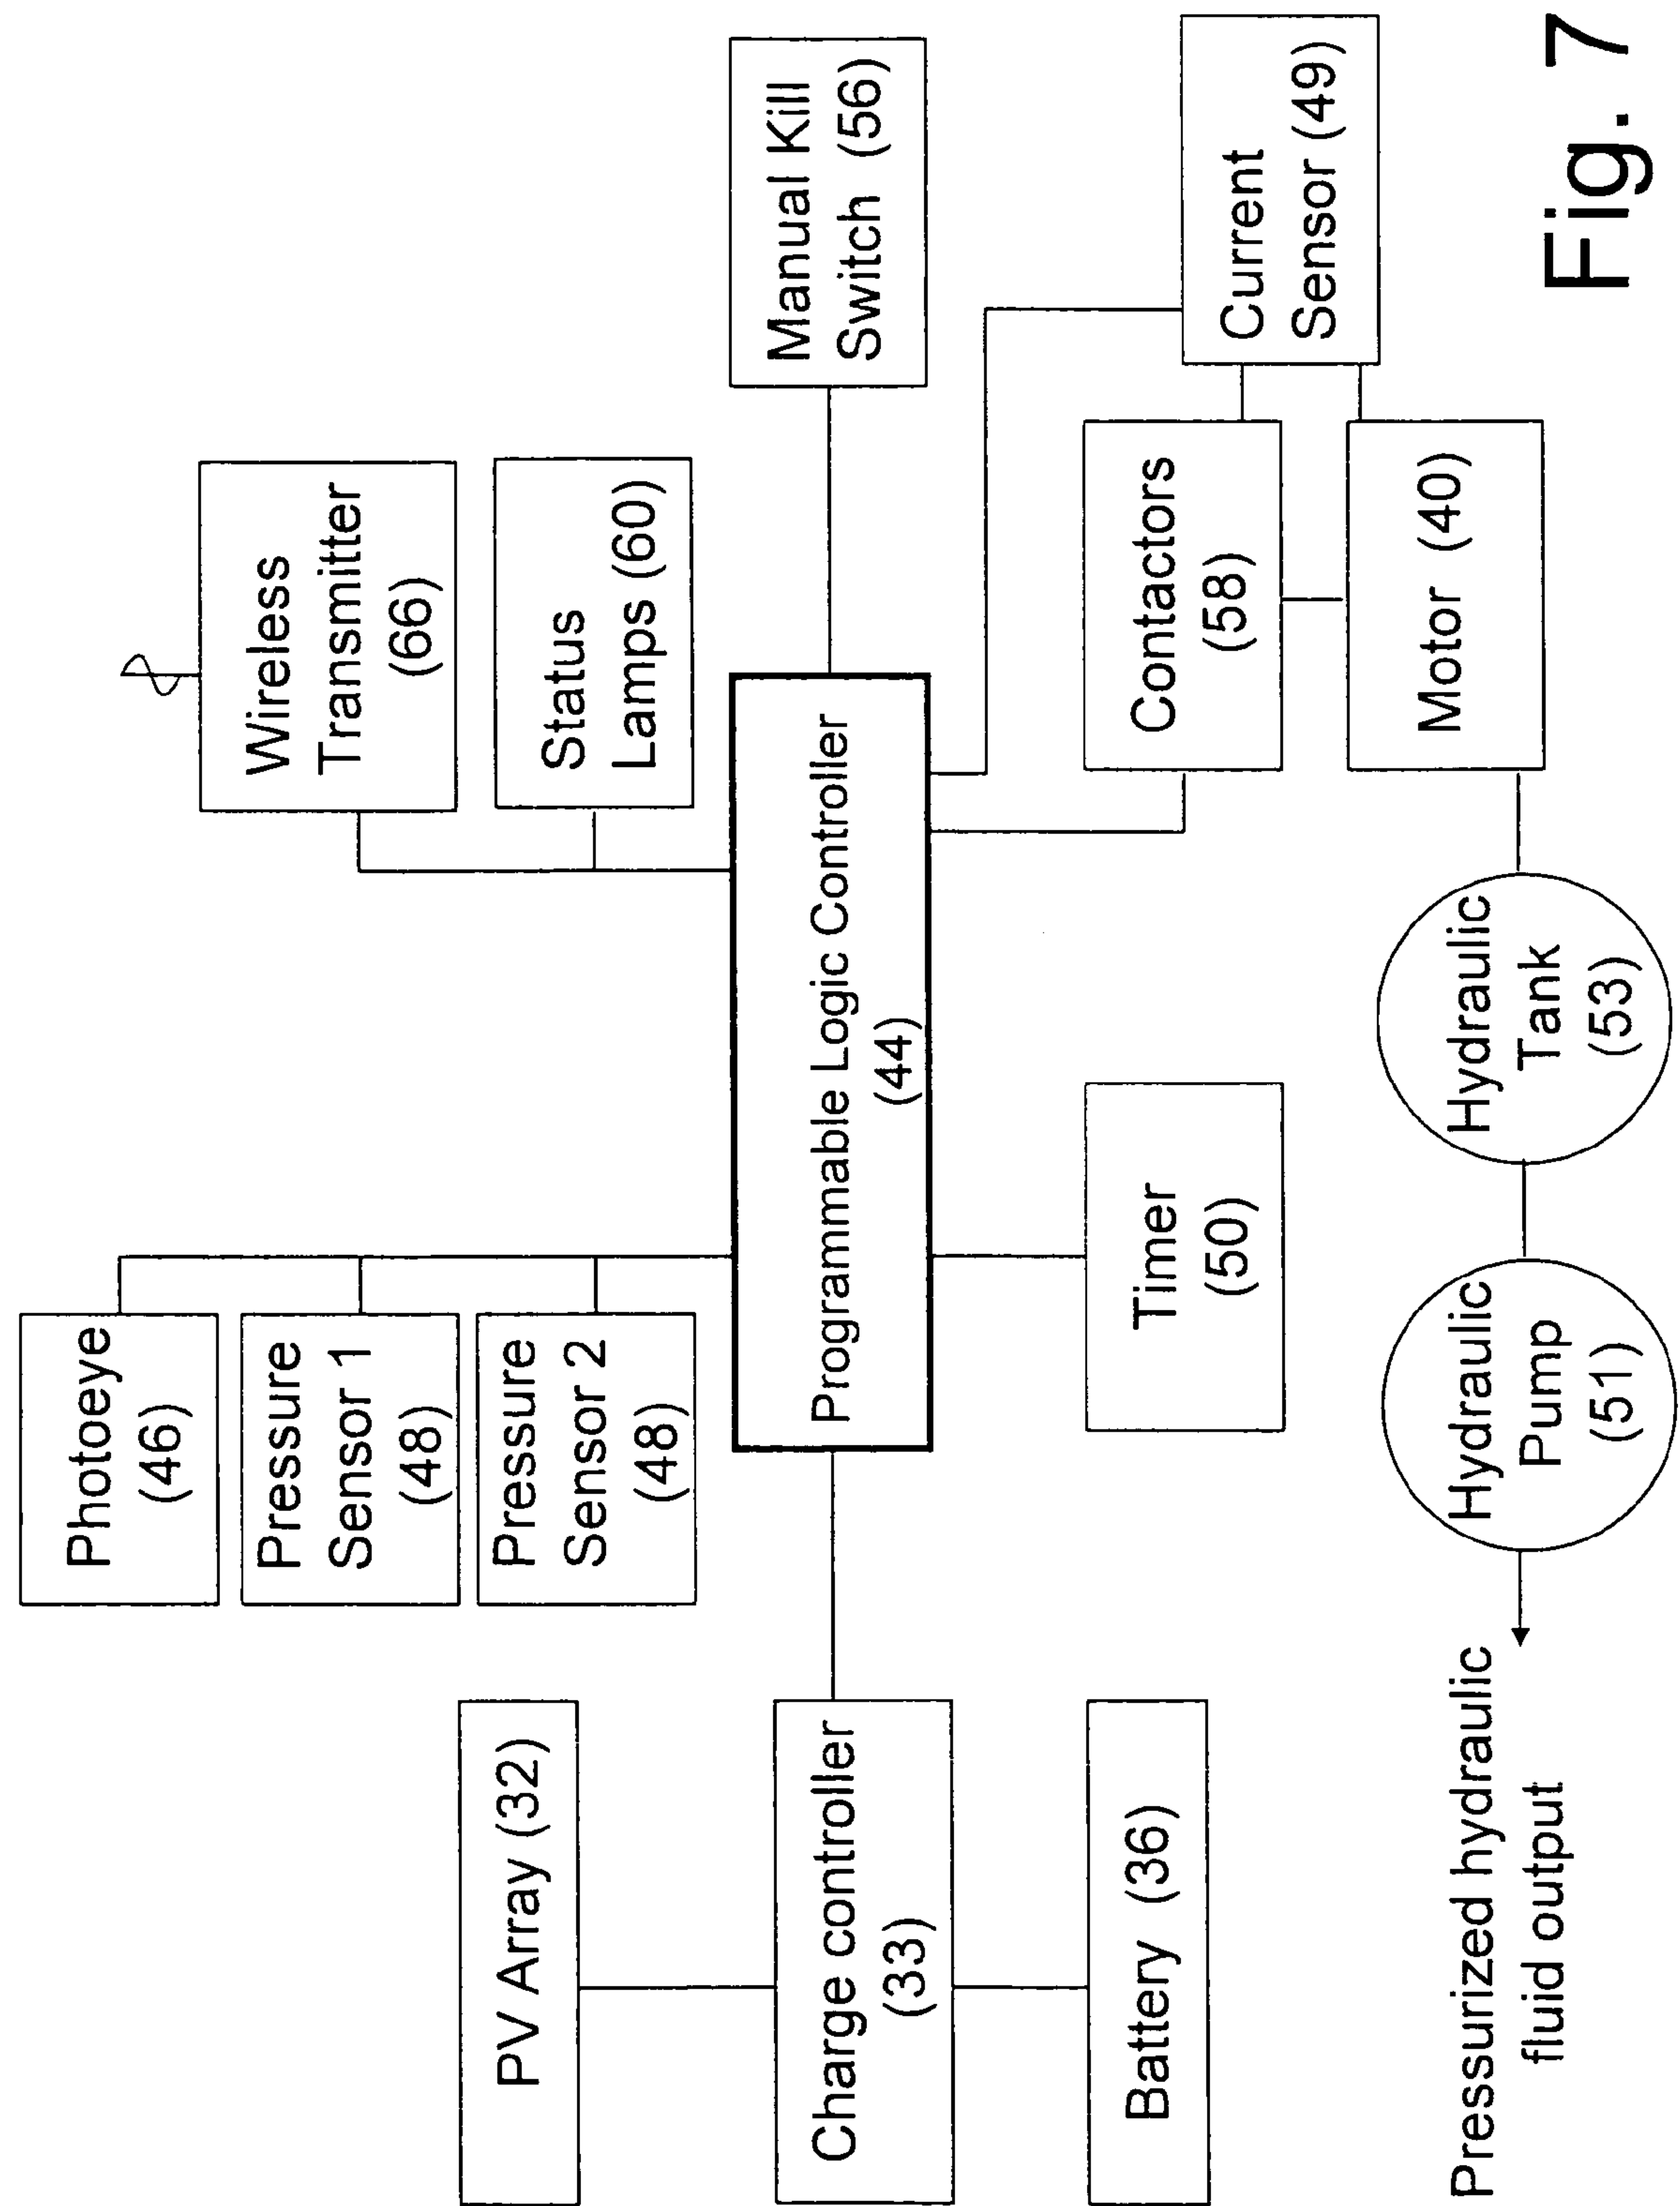 Photoeye
(46)
Pressure
Sensor 1
(48)
Pressure
Sensor 2
(48)
Wireless
Transmitter
(66)
Status
Lamps (60)
PV Array (32)
Charge controller
(33)
Battery (36)
Programmable Logic Controller
(44)
Manual Kill
Switch (56)
Timer
(50)
Contactors
(58)
Current
Sensor (49)
Motor (40)
Hydraulic
Tank
(53)
Hydraulic
Pump
(51)
Pressurized hydraulic
fluid output
Fig. 7